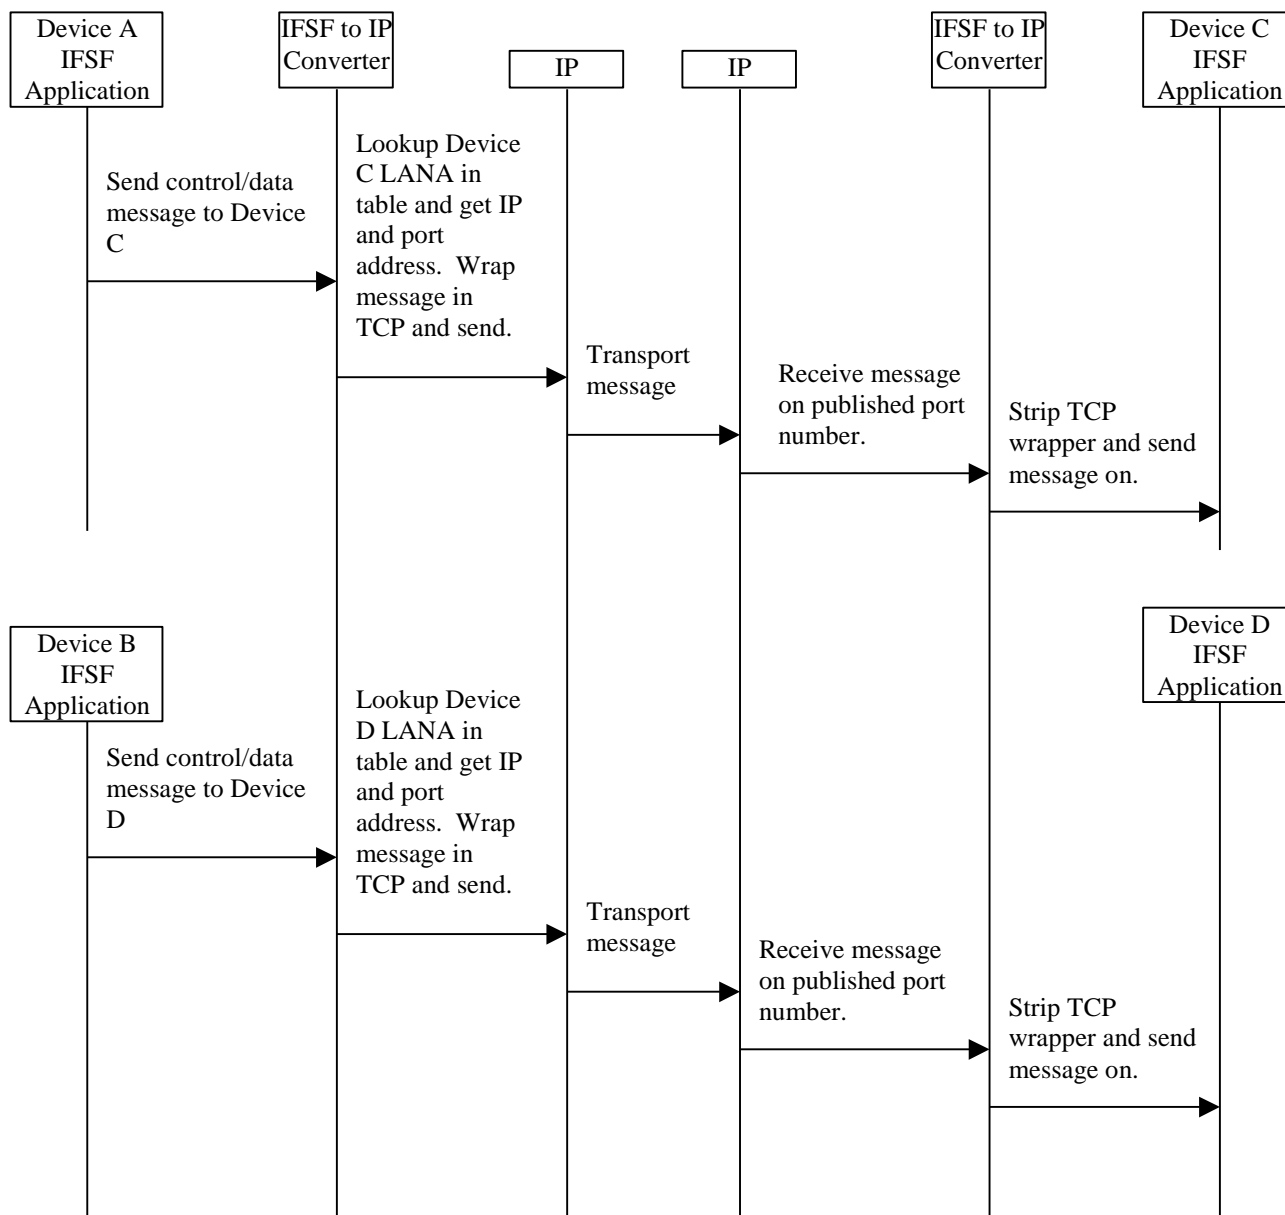 Device A
IFSF
Application
IFSF to IP
Converter
IP
IP
IFSF to IP
Converter
Device C
IFSF
Application
Send control/data
message to Device
C
Lookup Device
C LANA in
table and get IP
and port
address.  Wrap
message in
TCP and send.
Transport
message
Receive message
on published port
number.
Strip TCP
wrapper and send
message on.
Device B
IFSF
Application
Device D
IFSF
Application
Send control/data
message to Device
D
Lookup Device
D LANA in
table and get IP
and port
address.  Wrap
message in
TCP and send.
Transport
message
Receive message
on published port
number.
Strip TCP
wrapper and send
message on.